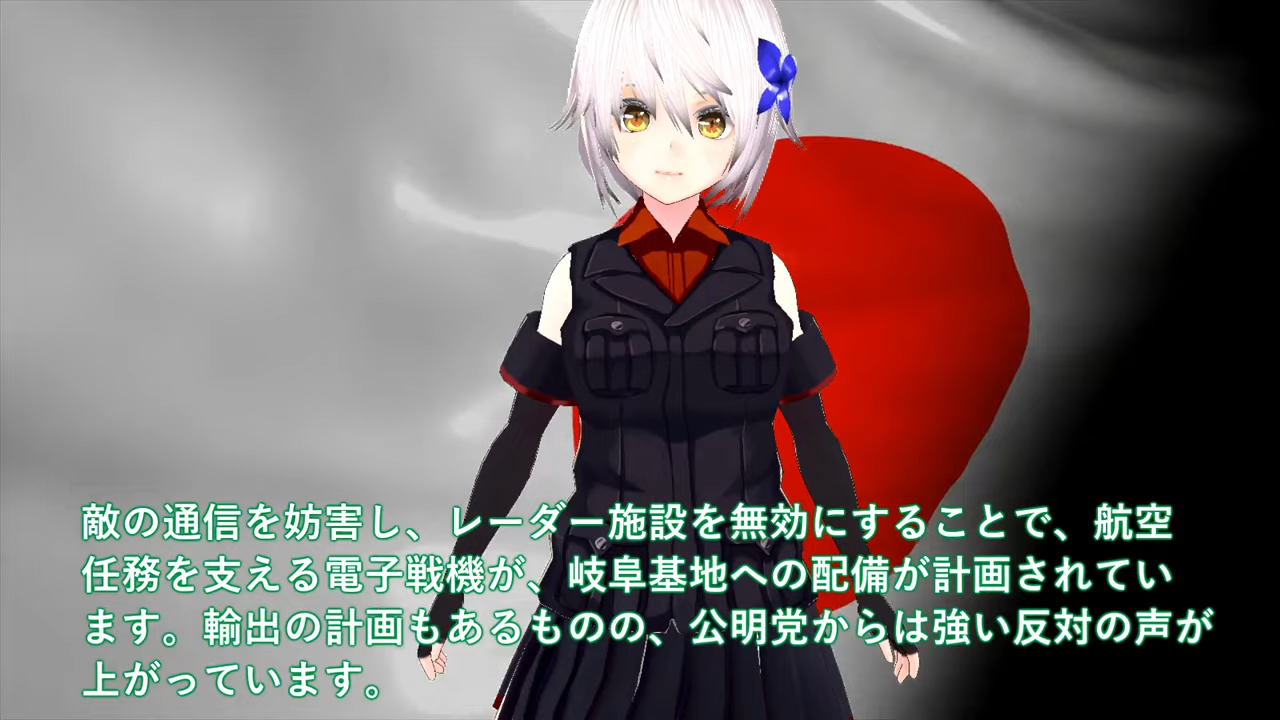 敵の通信を妨害し、レーダー施設を無効にすることで、航空
任務を支える電子戦機が、岐阜基地への配備が計画されてい
ます。輸出の計画もあるものの、公明党からは強い反対の声が
上がっています。